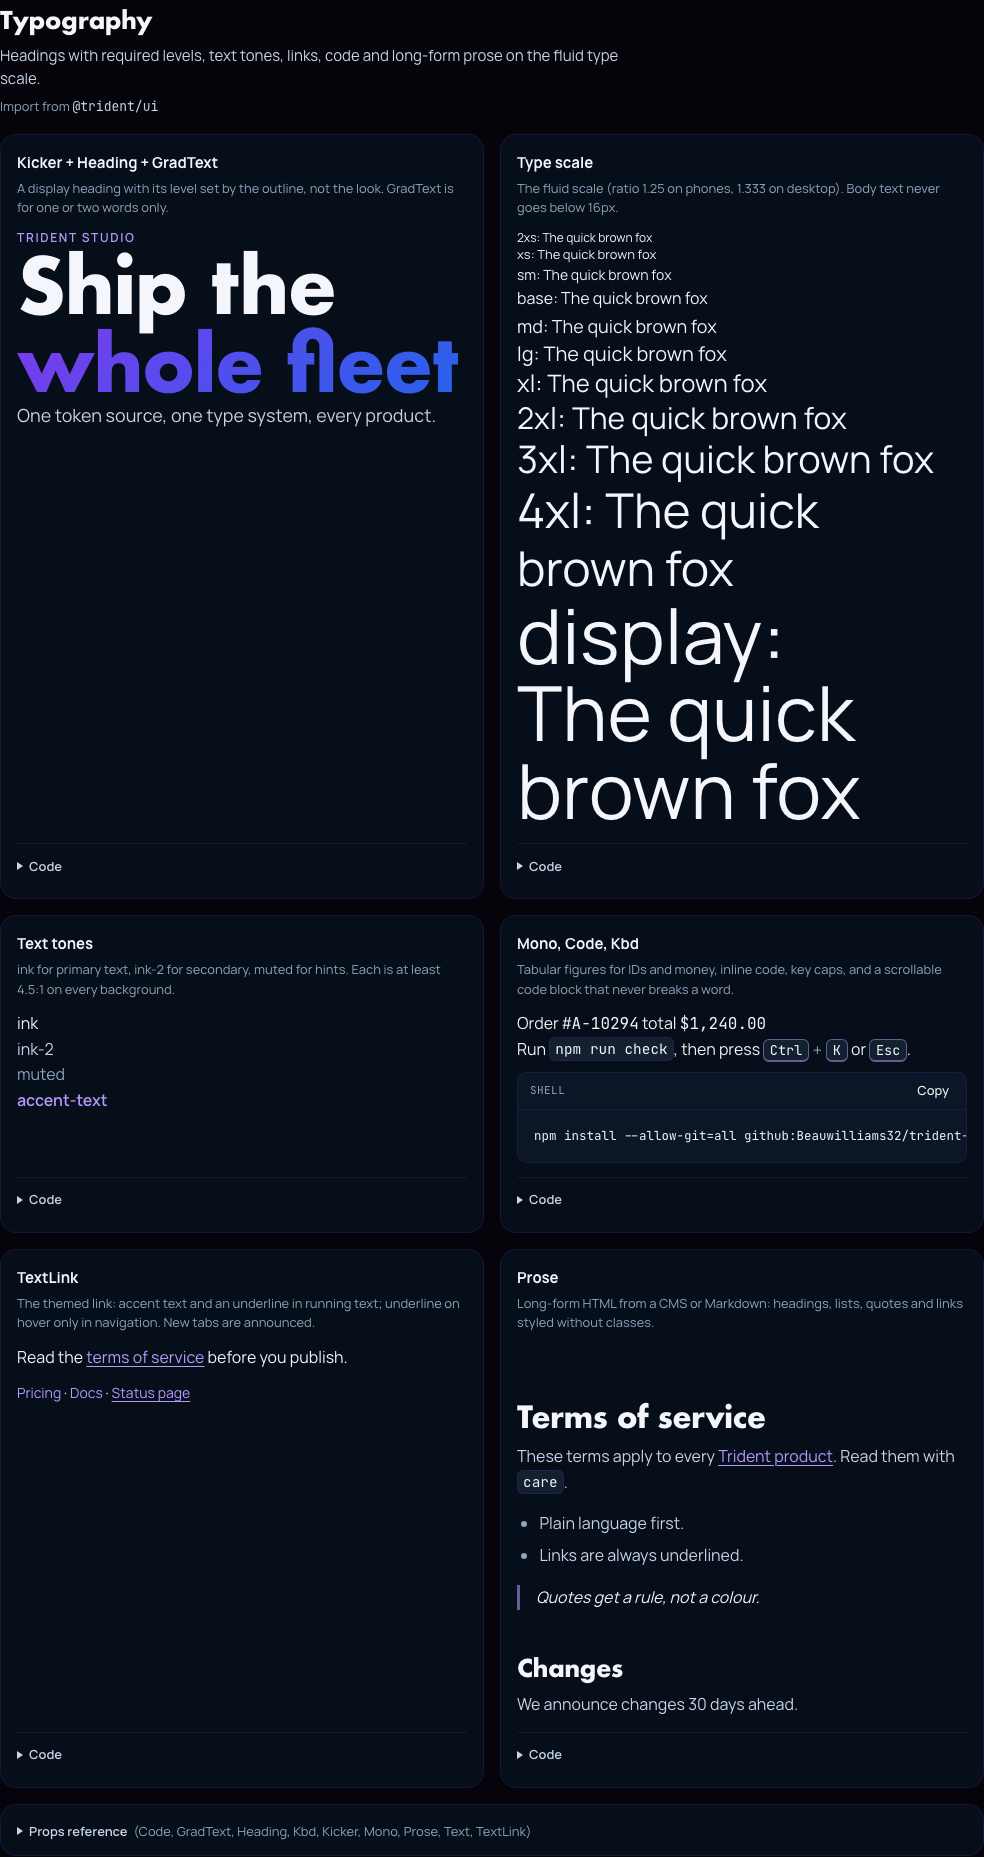 Typography
Headings with required levels, text tones, links, code and long-form prose on the fluid type
scale.
Import from @trident/ui
Kicker + Heading + GradText
A display heading with its level set by the outline, not the look. GradText is
for one or two words only.
TRIDENT STUDIO
Ship the
whole fleet
One token source, one type system, every product.
Code
Type scale
The fluid scale (ratio 1.25 on phones, 1.333 on desktop). Body text never
goes below 16px.
2xs: The quick brown fox
xs: The quick brown fox
sm: The quick brown fox
base: The quick brown fox
md: The quick brown fox
lg: The quick brown fox
xl: The quick brown fox
2xl: The quick brown fox
3xl: The quick brown fox
4xl: The quick
brown fox
display:
The quick
brown fox
Code
Text tones
ink for primary text, ink-2 for secondary, muted for hints. Each is at least
4.5:1 on every background.
ink
ink-2
muted
accent-text
Code
Mono, Code, Kbd
Tabular figures for IDs and money, inline code, key caps, and a scrollable
code block that never breaks a word.
Order #A-10294 total $1,240.00
Run npm run check, then press Ctrl + K or Esc.
SHELL Copy
npm install --allow-git=all github:Beauwilliams32/trident-
Code
TextLink
The themed link: accent text and an underline in running text; underline on
hover only in navigation. New tabs are announced.
Read the terms of service before you publish.
Pricing · Docs · Status page
Code
Prose
Long-form HTML from a CMS or Markdown: headings, lists, quotes and links
styled without classes.
Terms of service
These terms apply to every Trident product. Read them with
care.
• Plain language first.
• Links are always underlined.
Quotes get a rule, not a colour.
Changes
We announce changes 30 days ahead.
Code
Props reference (Code, GradText, Heading, Kbd, Kicker, Mono, Prose, Text, TextLink)